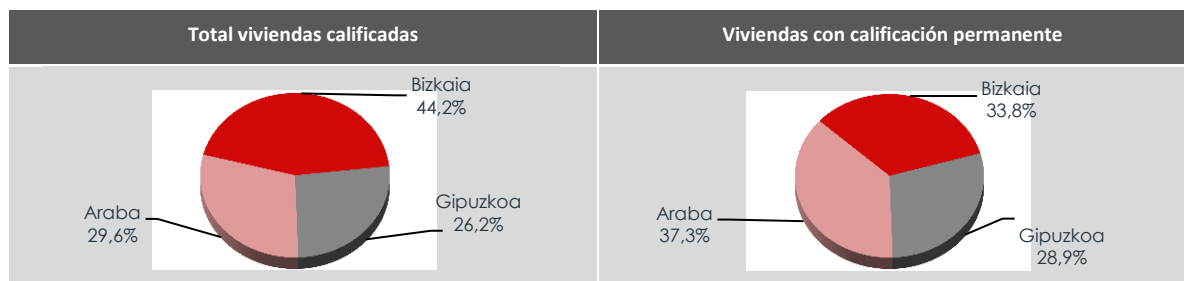 Total viviendas calificadas
Viviendas con calificación permanente
Bizkaia
44,2%
Araba
29,6%
Gipuzkoa
26,2%
Bizkaia
33,8%
Araba
37,3%
Gipuzkoa
28,9%